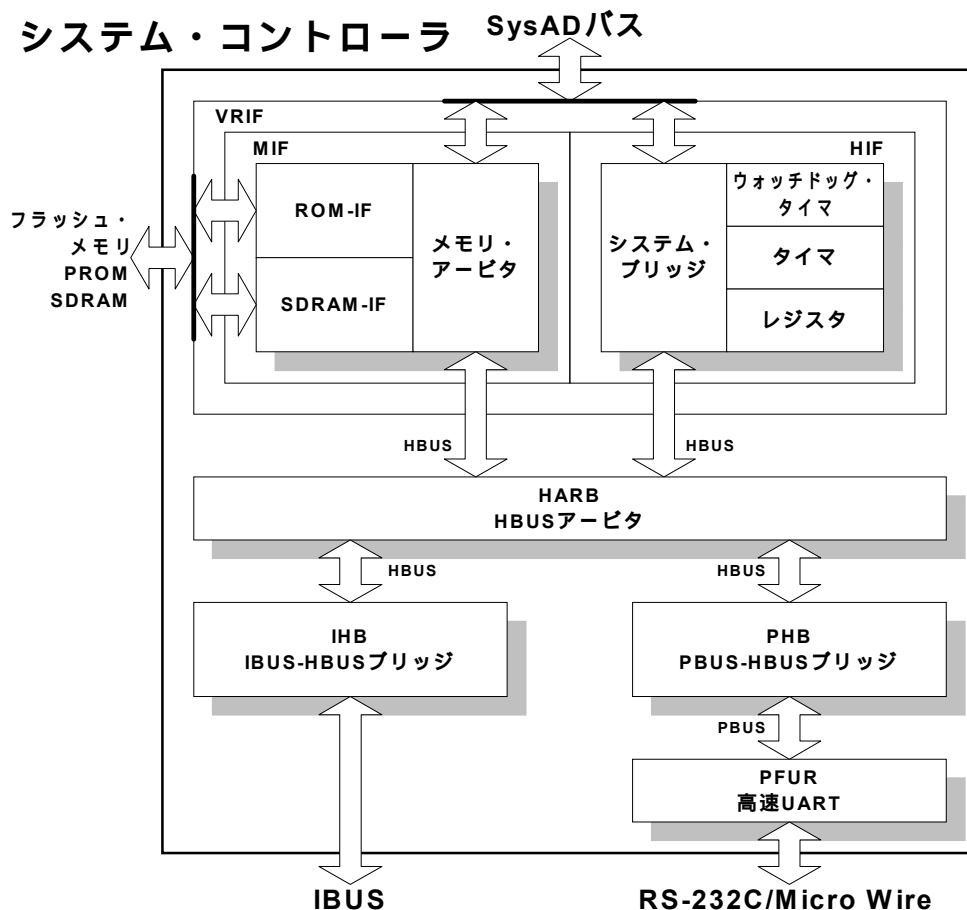 システム・コントローラ
SysADバス
VRIF
MIF
HIF
フラッシュ・
メモリ
PROM
SDRAM
ROM-IF
SDRAM-IF
メモリ・
アービタ
システム・
ブリッジ
ウォッチドッグ・
タイマ
タイマ
レジスタ
HBUS
HBUS
HARB
HBUSアービタ
HBUS
HBUS
IHB
IBUS-HBUSブリッジ
PHB
PBUS-HBUSブリッジ
PBUS
PFUR
高速UART
IBUS
RS-232C/Micro Wire